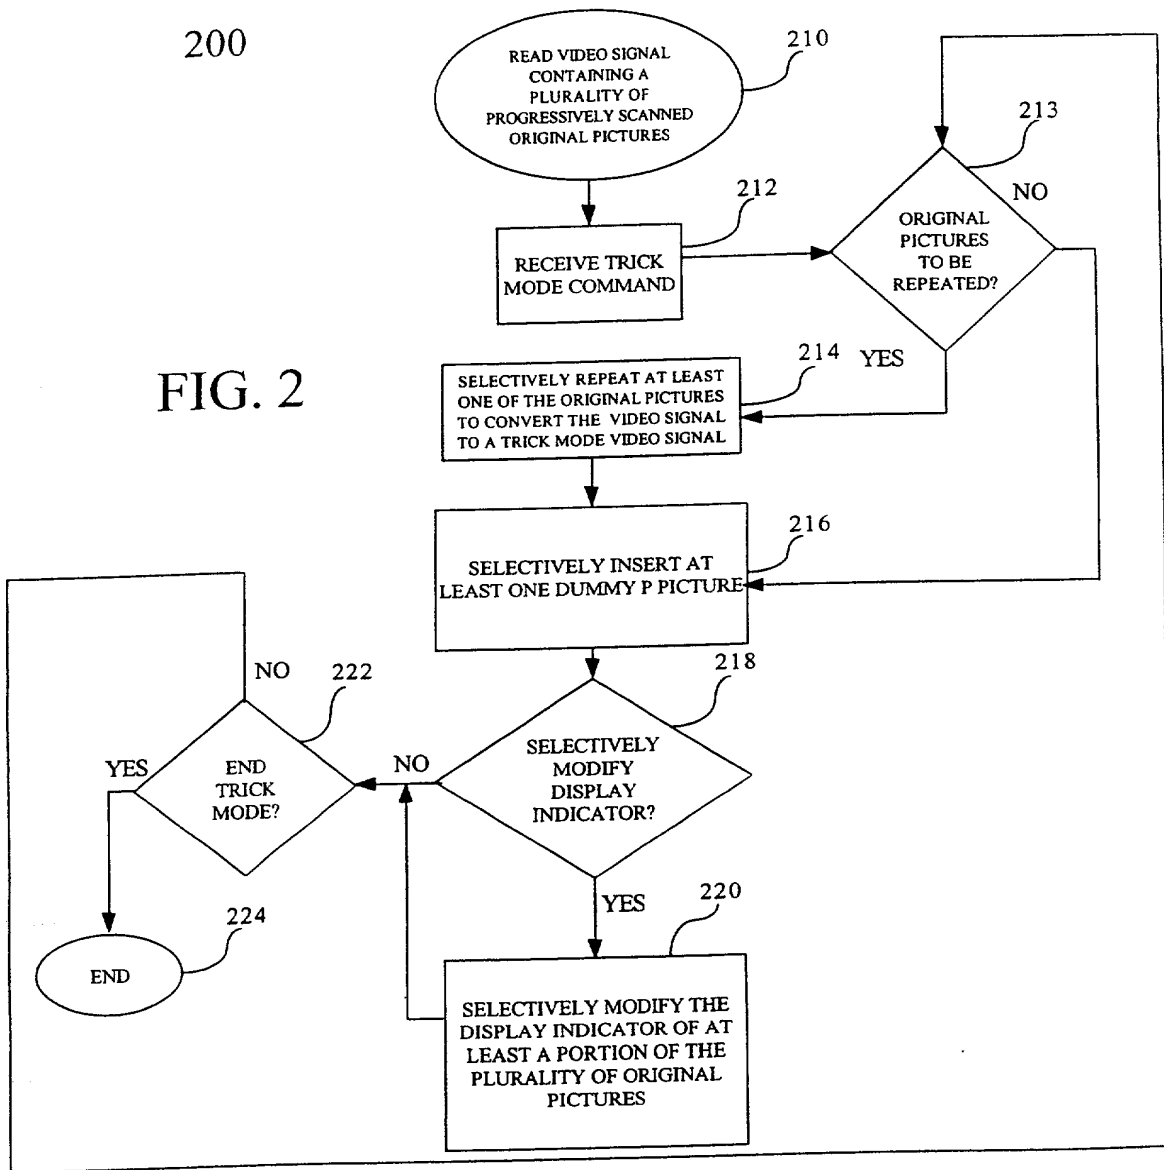 200
READ VIDEO SIGNAL
CONTAINING A
PLURALITY OF
PROGRESSIVELY SCANNED
ORIGINAL PICTURES
210
212
RECEIVE TRICK
MODE COMMAND
213
NO
ORIGINAL
PICTURES
TO BE
REPEATED?
YES
FIG. 2
214
SELECTIVELY REPEAT AT LEAST
ONE OF THE ORIGINAL PICTURES
TO CONVERT THE VIDEO SIGNAL
TO A TRICK MODE VIDEO SIGNAL
216
SELECTIVELY INSERT AT
LEAST ONE DUMMY P PICTURE
218
SELECTIVELY
MODIFY
DISPLAY
INDICATOR?
NO
YES
222
NO
END
TRICK
MODE?
YES
224
END
220
SELECTIVELY MODIFY THE
DISPLAY INDICATOR OF AT
LEAST A PORTION OF THE
PLURALITY OF ORIGINAL
PICTURES